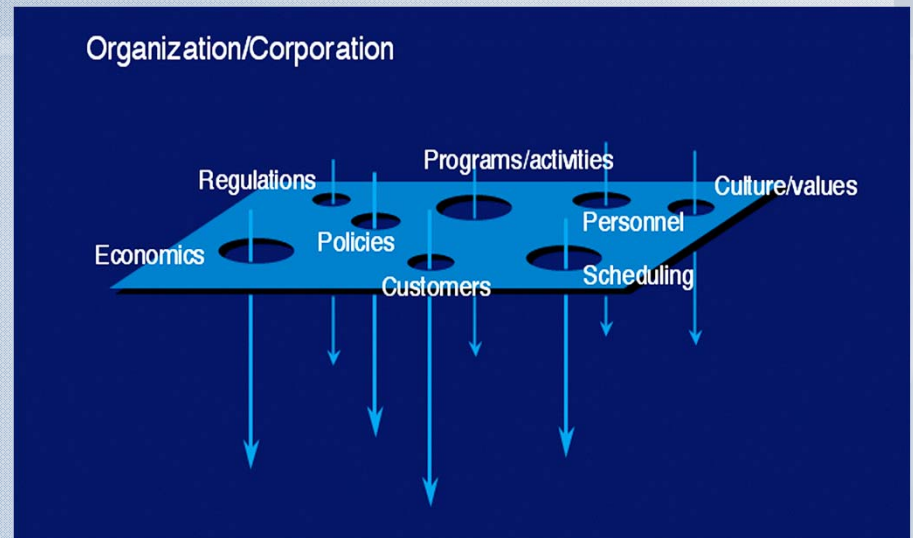 Organization/Corporation
Programs/activities
Regulations
Culture/values
Personnel
Policies
Economics
Scheduling
Customers